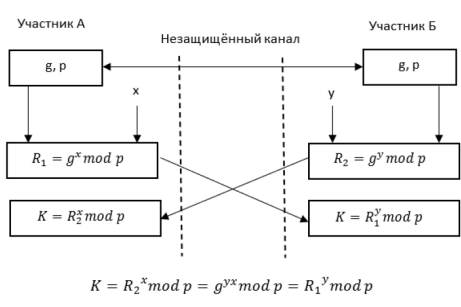 Участник А
Незащищённый канал
Участник Б
g, p
g, p
x
y
R₁ = gˣ mod p
R₂ = gʸ mod p
K = R₂ˣ mod p
K = R₁ʸ mod p
K = R₂ˣ mod p = gʸˣ mod p = R₁ʸ mod p